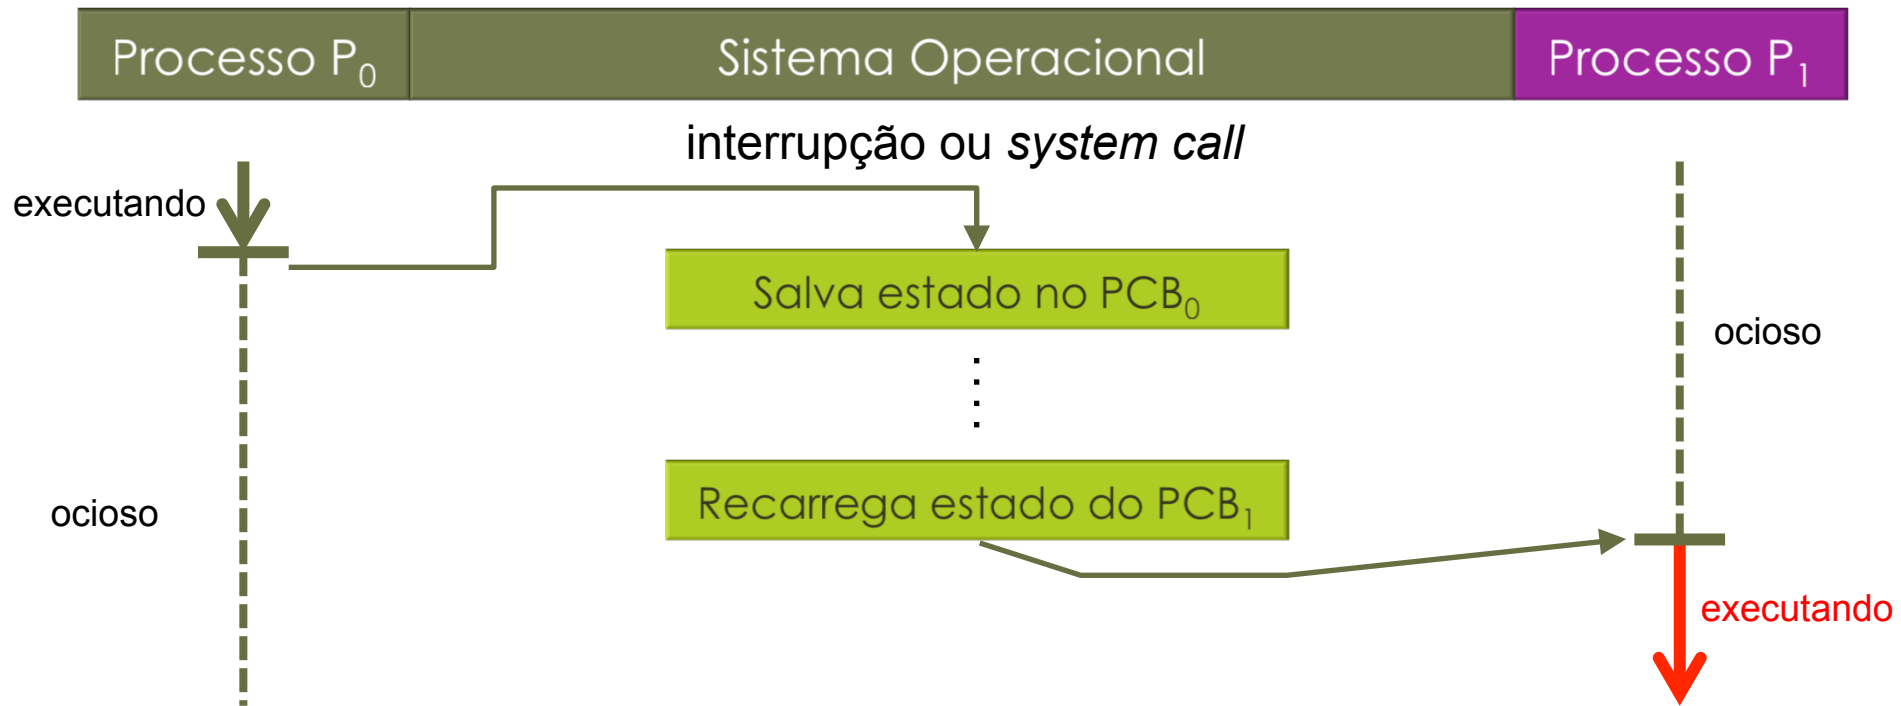 Processo P₀
Sistema Operacional
Processo P₁
interrupção ou system call
executando
Salva estado no PCB₀
ocioso
Recarrega estado do PCB₁
ocioso
executando